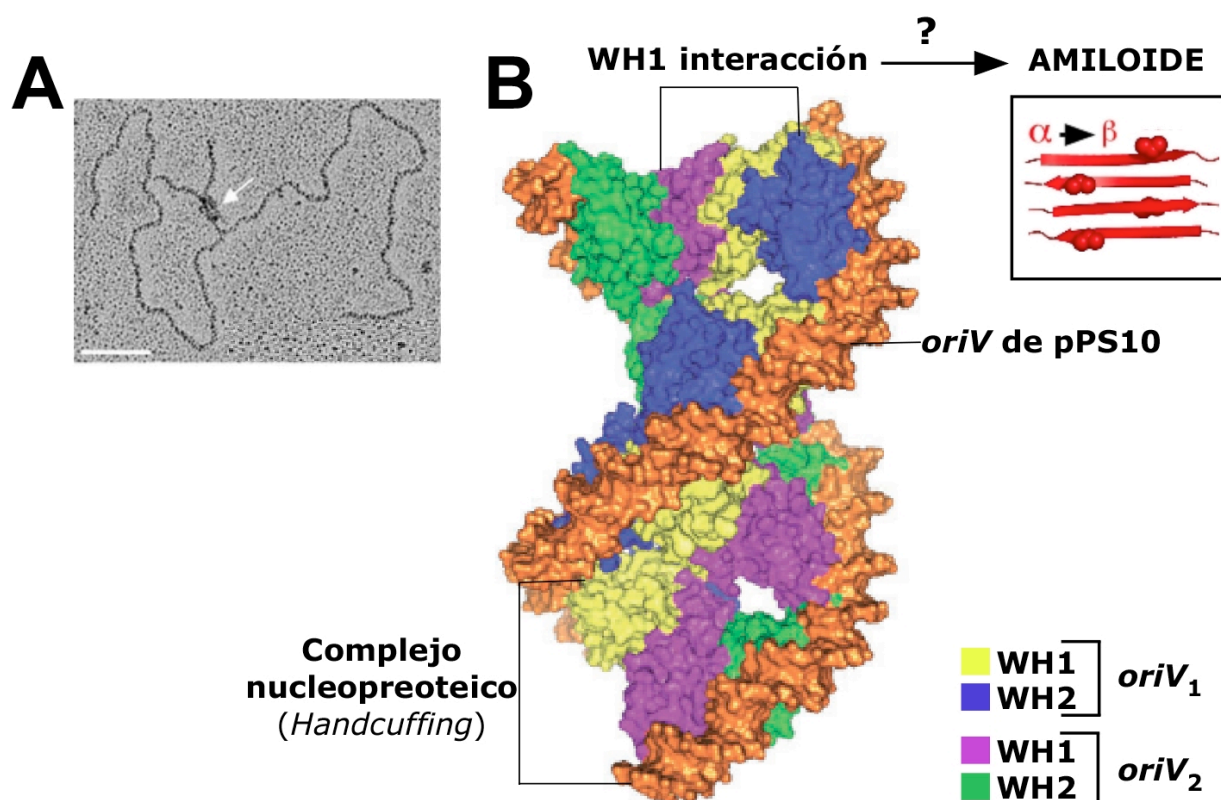 A
B
WH1 interacción
?
AMILOIDE
α β
oriV de pPS10
Complejo
nucleopreoteico
(Handcuffing)
WH1
WH2
oriV1
WH1
WH2
oriV2